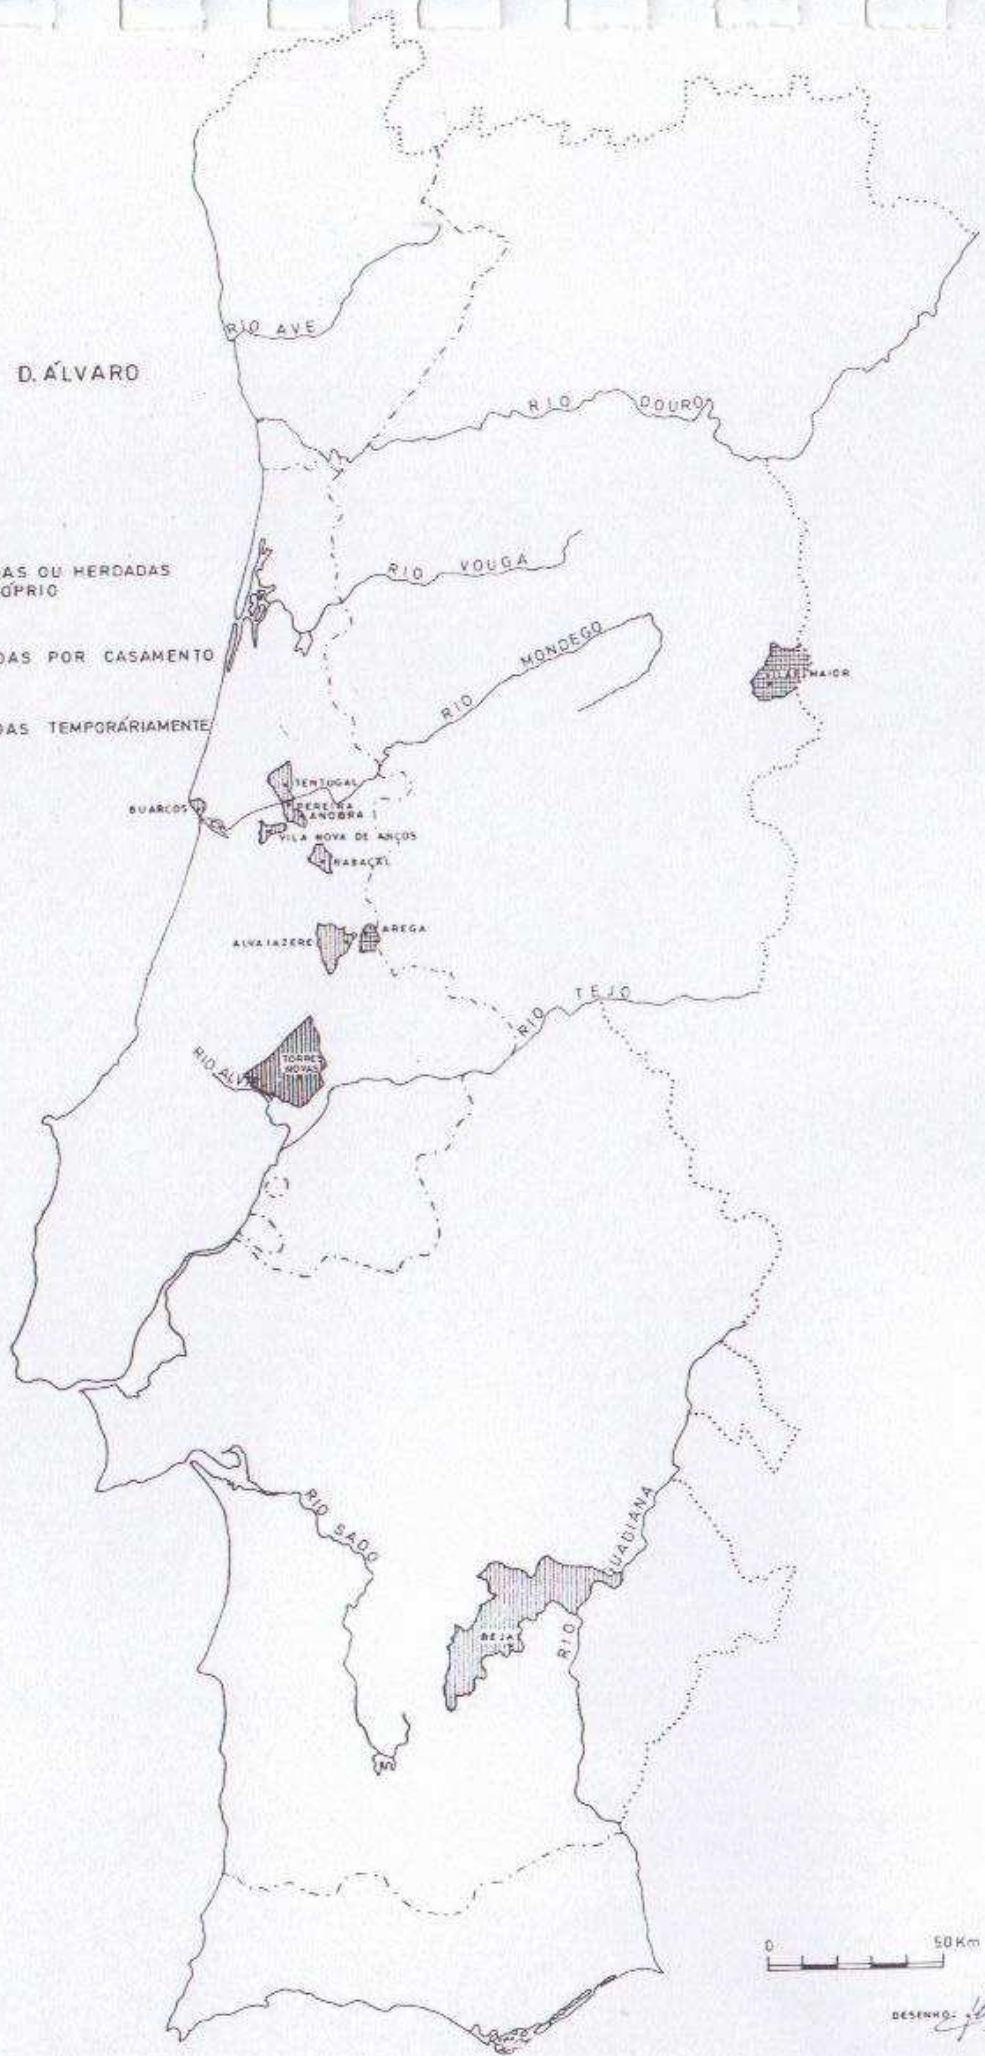 RIO AVE
D. ÁLVARO
RIO DOURO
AS OU HERDADAS
ÓPRIO
RIO VOUGA
DAS POR CASAMENTO
RIO MONDEGO
VILAR MAIOR
DAS TEMPORÁRIAMENTE
TENTUGAL
BUARCOS
PEREIRA
ANOBRA
VILA NOVA DE ANÇOS
RABAÇAL
AREGA
ALVAIAZERE
RIO TEJO
RIO
TORRES
NOVAS
RIO SADO
RIO GUADIANA
BEJA
0 50 Km
DESENHO: